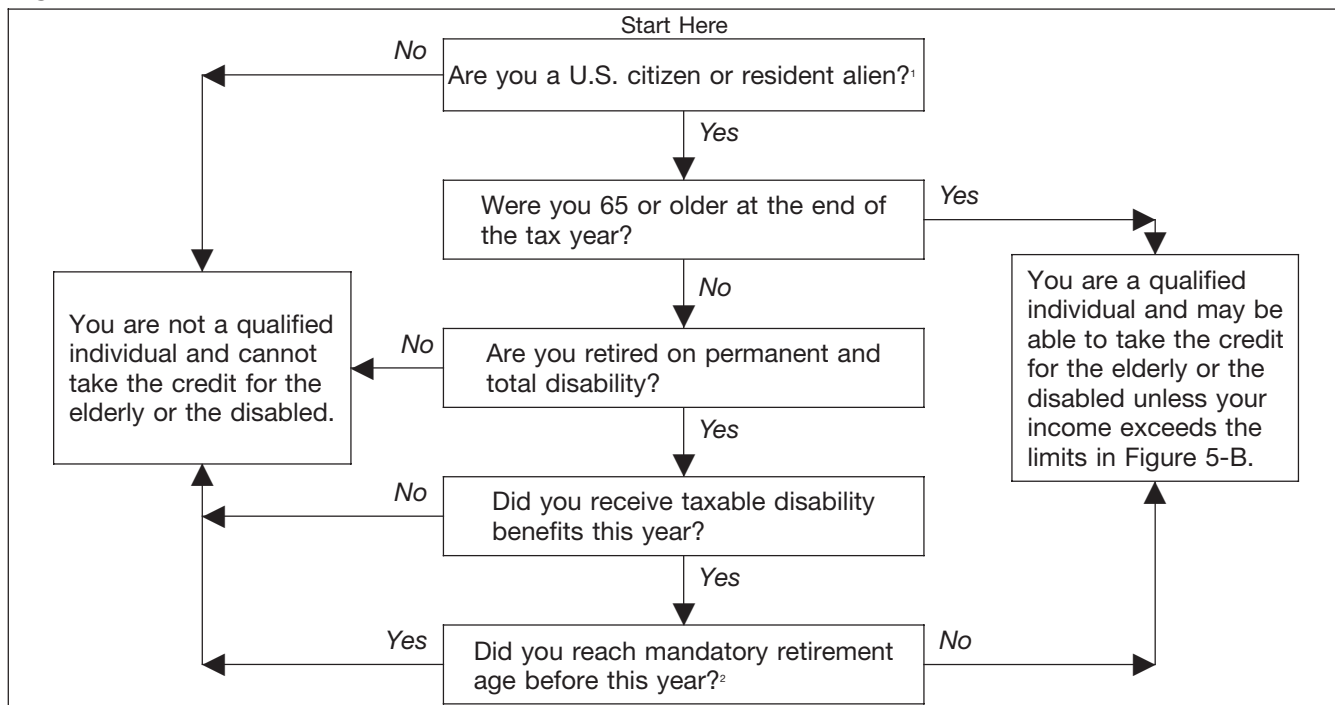 Start Here
No
Are you a U.S. citizen or resident alien?¹
Yes
Were you 65 or older at the end of
the tax year?
Yes
No
You are not a qualified
individual and cannot
take the credit for the
elderly or the disabled.
You are a qualified
individual and may be
able to take the credit
for the elderly or the
disabled unless your
income exceeds the
limits in Figure 5-B.
No
Are you retired on permanent and
total disability?
Yes
No
Did you receive taxable disability
benefits this year?
Yes
Yes
Did you reach mandatory retirement
age before this year?²
No